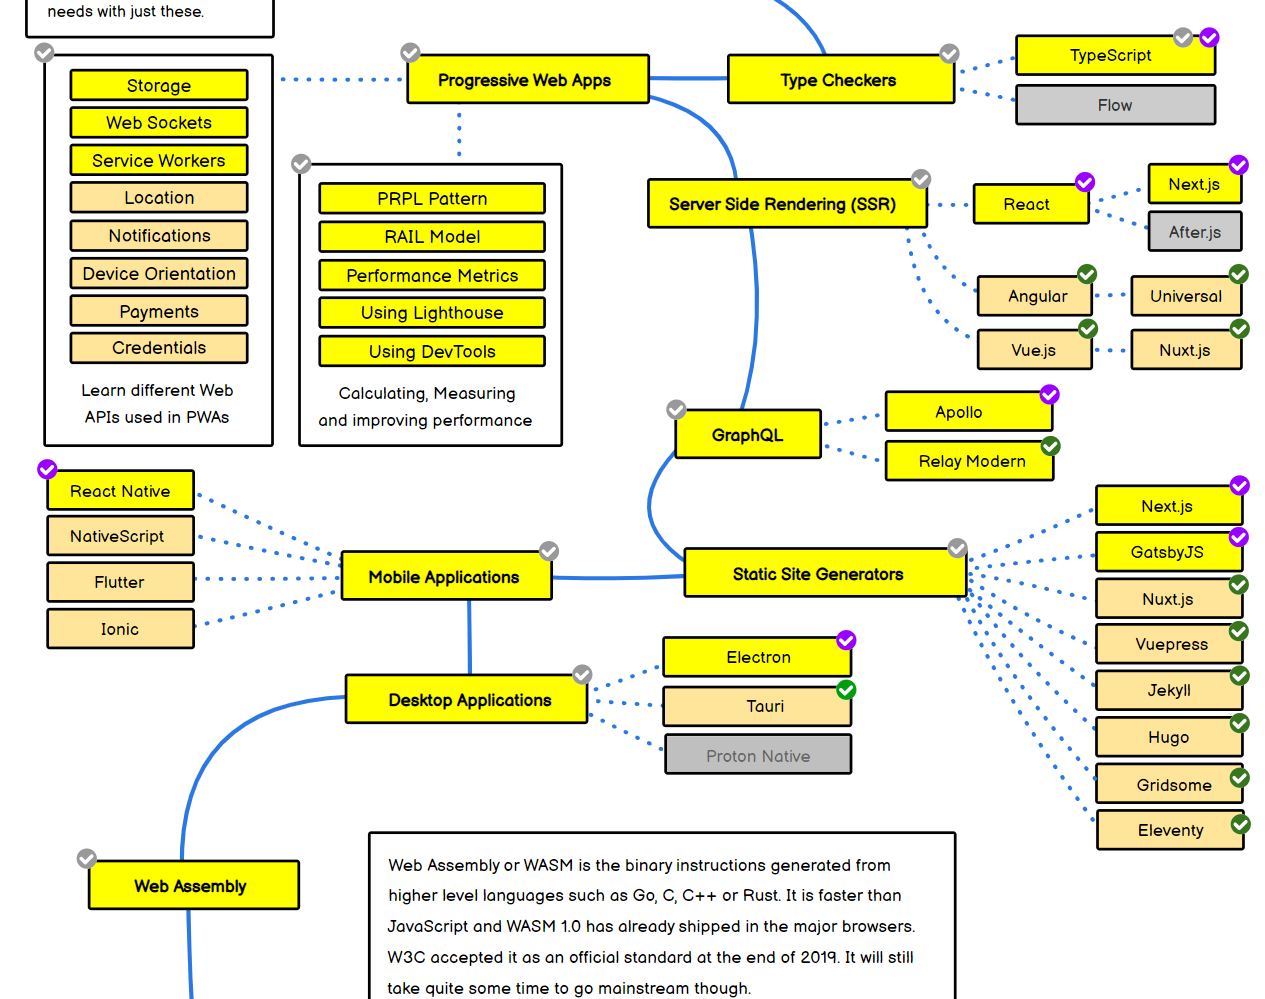 needs with just these.
Progressive Web Apps
Type Checkers
TypeScript
Flow
Storage
Web Sockets
Service Workers
Location
Notifications
Device Orientation
Payments
Credentials
Learn different Web
APIs used in PWAs
PRPL Pattern
RAIL Model
Performance Metrics
Using Lighthouse
Using DevTools
Calculating, Measuring
and improving performance
Server Side Rendering (SSR)
React
Next.js
After.js
Angular
Universal
Vue.js
Nuxt.js
GraphQL
Apollo
Relay Modern
React Native
NativeScript
Flutter
Ionic
Mobile Applications
Static Site Generators
Next.js
GatsbyJS
Nuxt.js
Vuepress
Jekyll
Hugo
Gridsome
Eleventy
Desktop Applications
Electron
Tauri
Proton Native
Web Assembly
Web Assembly or WASM is the binary instructions generated from
higher level languages such as Go, C, C++ or Rust. It is faster than
JavaScript and WASM 1.0 has already shipped in the major browsers.
W3C accepted it as an official standard at the end of 2019. It will still
take quite some time to go mainstream though.